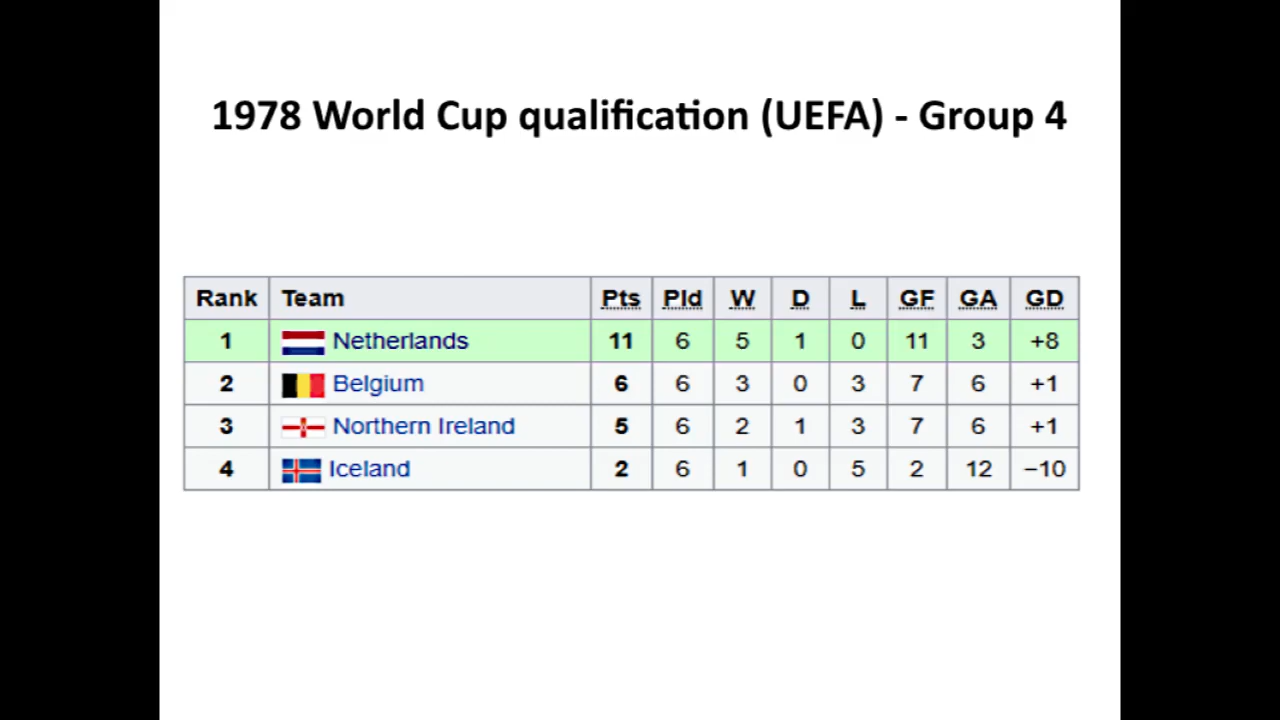 1978 World Cup qualification (UEFA) - Group 4
Rank Team Pts Pld W D L GF GA GD
1 Netherlands 11 6 5 1 0 11 3 +8
2 Belgium 6 6 3 0 3 7 6 +1
3 Northern Ireland 5 6 2 1 3 7 6 +1
4 Iceland 2 6 1 0 5 2 12 −10